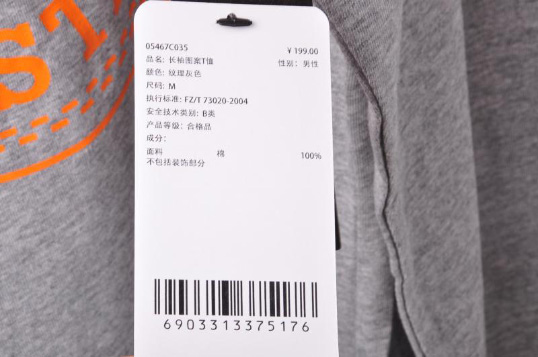 ST
05467C035 ¥ 199.00
品名: 长袖图案T恤 性别: 男性
颜色: 纹理灰色
尺码: M
执行标准: FZ/T 73020-2004
安全技术类别: B类
产品等级: 合格品
成分:
面料 棉 100%
不包括装饰部分
6903313375176